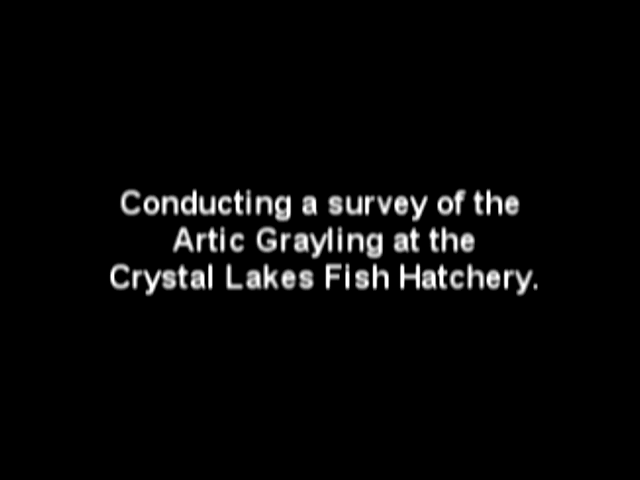 Conducting a survey of the
Artic Grayling at the
Crystal Lakes Fish Hatchery.